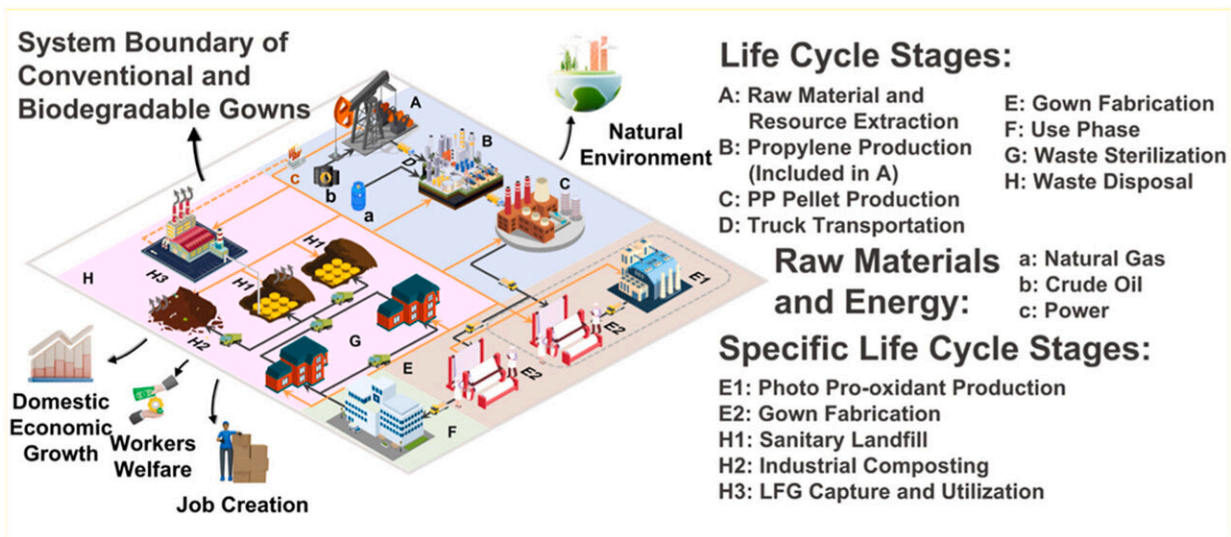 System Boundary of
Conventional and
Biodegradable Gowns
Natural
Environment
A
B
C
D
a
b
c
H
H1
H1
H2
H3
G
E
E1
E2
E2
F
Domestic
Economic
Growth
Workers
Welfare
Job Creation
Life Cycle Stages:
A: Raw Material and
Resource Extraction
B: Propylene Production
(Included in A)
C: PP Pellet Production
D: Truck Transportation
E: Gown Fabrication
F: Use Phase
G: Waste Sterilization
H: Waste Disposal
Raw Materials
and Energy:
a: Natural Gas
b: Crude Oil
c: Power
Specific Life Cycle Stages:
E1: Photo Pro-oxidant Production
E2: Gown Fabrication
H1: Sanitary Landfill
H2: Industrial Composting
H3: LFG Capture and Utilization